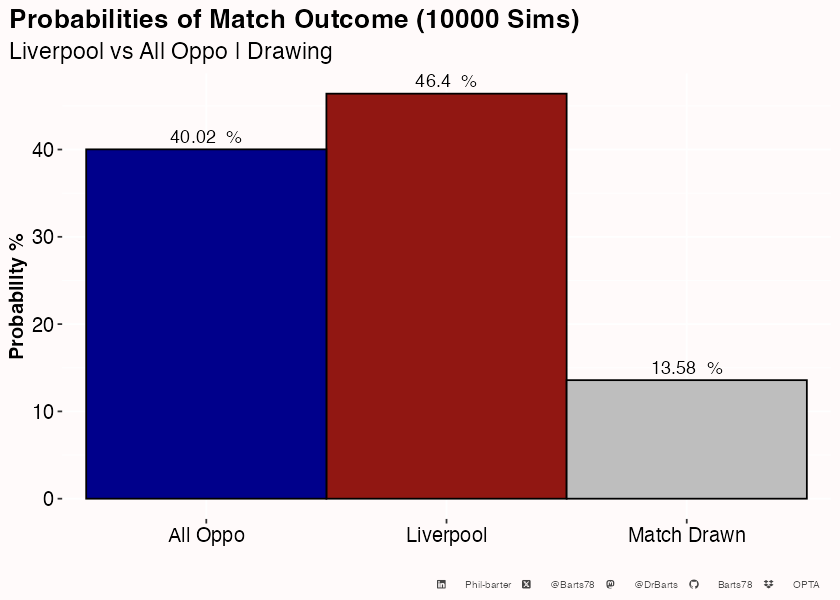 Probabilities of Match Outcome (10000 Sims)
Liverpool vs All Oppo | Drawing
46.4 %
40.02 %
13.58 %
Probability %
40
30
20
10
0
All Oppo
Liverpool
Match Drawn
Phil-barter @Barts78 @DrBarts Barts78 OPTA